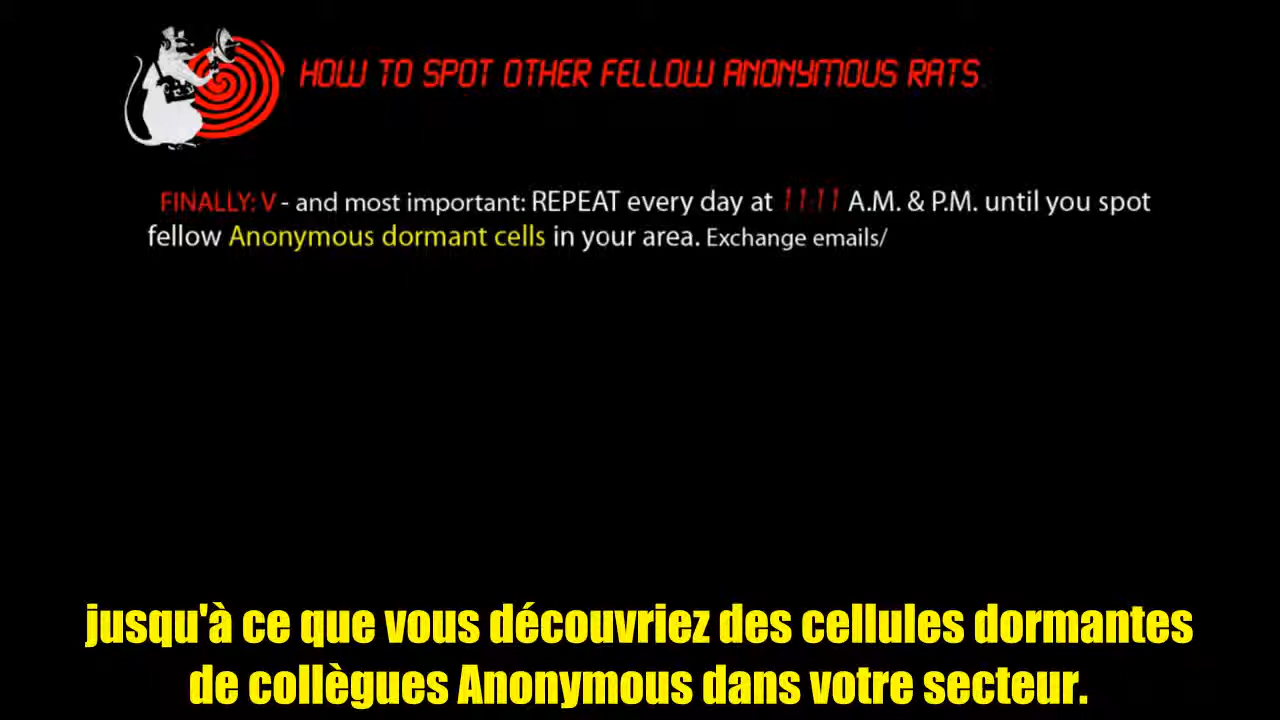 HOW TO SPOT OTHER FELLOW ANONYMOUS RATS.
FINALLY: V - and most important: REPEAT every day at 11:11 A.M. & P.M. until you spot
fellow Anonymous dormant cells in your area. Exchange emails/
jusqu'à ce que vous découvriez des cellules dormantes
de collègues Anonymous dans votre secteur.